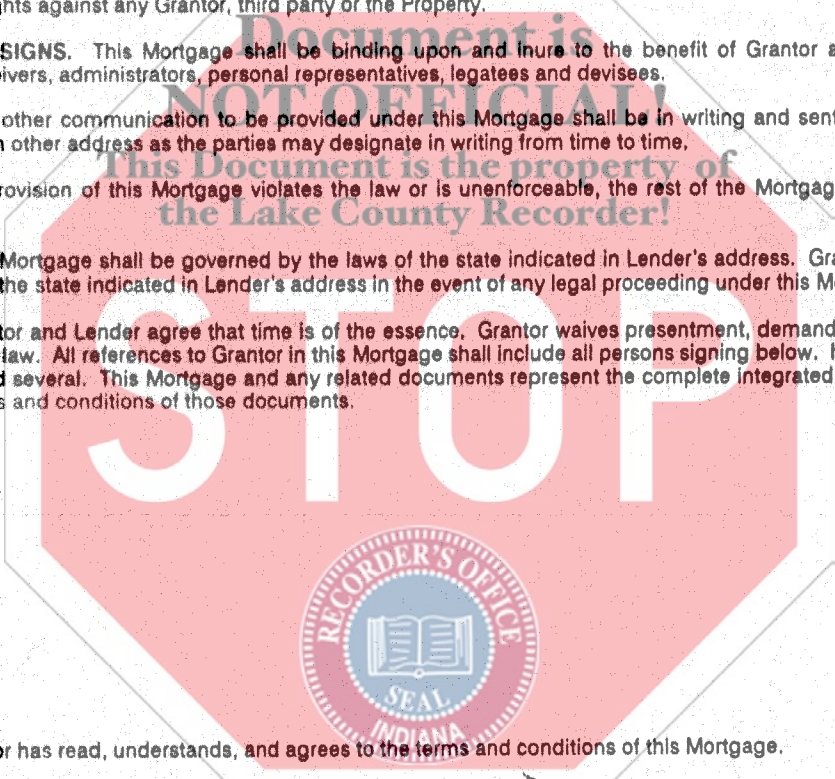 hts against any Grantor, third party or the Property.
Document is
SIGNS. This Mortgage shall be binding upon and inure to the benefit of Grantor a
ivers, administrators, personal representatives, legatees and devisees.
NOT OFFICIAL!
other communication to be provided under this Mortgage shall be in writing and sent
other address as the parties may designate in writing from time to time.
This Document is the property of
rovision of this Mortgage violates the law or is unenforceable, the rest of the Mortgag
the Lake County Recorder!
Mortgage shall be governed by the laws of the state indicated in Lender's address. Gra
the state indicated in Lender's address in the event of any legal proceeding under this M
tor and Lender agree that time is of the essence. Grantor waives presentment, demand
law. All references to Grantor in this Mortgage shall include all persons signing below.
several. This Mortgage and any related documents represent the complete integrated
s and conditions of those documents.
STOP
RECORDER'S OFFICE
SEAL
INDIANA
or has read, understands, and agrees to the terms and conditions of this Mortgage.